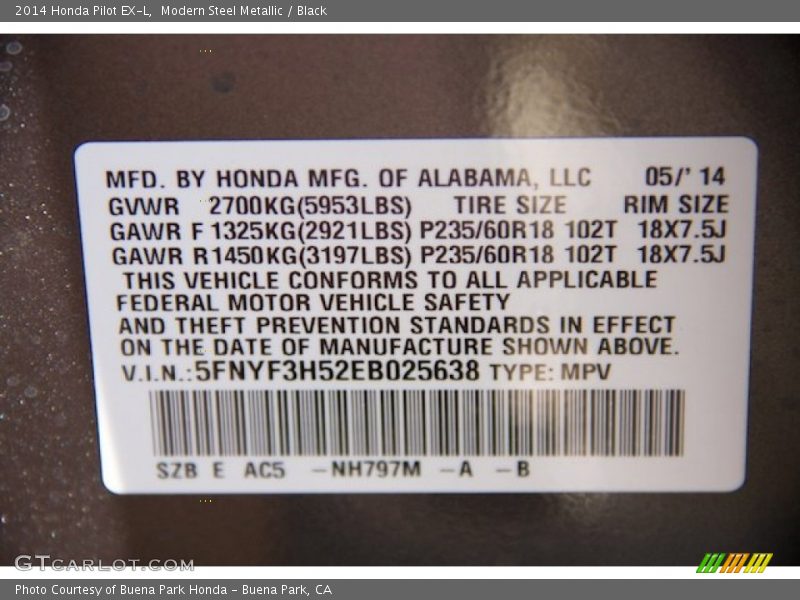 2014 Honda Pilot EX-L, Modern Steel Metallic / Black
MFD. BY HONDA MFG. OF ALABAMA, LLC 05/' 14
GVWR 2700KG(5953LBS) TIRE SIZE RIM SIZE
GAWR F 1325KG(2921LBS) P235/60R18 102T 18X7.5J
GAWR R1450KG(3197LBS) P235/60R18 102T 18X7.5J
THIS VEHICLE CONFORMS TO ALL APPLICABLE
FEDERAL MOTOR VEHICLE SAFETY
AND THEFT PREVENTION STANDARDS IN EFFECT
ON THE DATE OF MANUFACTURE SHOWN ABOVE.
V.I.N.:5FNYF3H52EB025638 TYPE: MPV
SZB E AC5 -NH797M -A -B
GTCARLOT.COM
Photo Courtesy of Buena Park Honda - Buena Park, CA